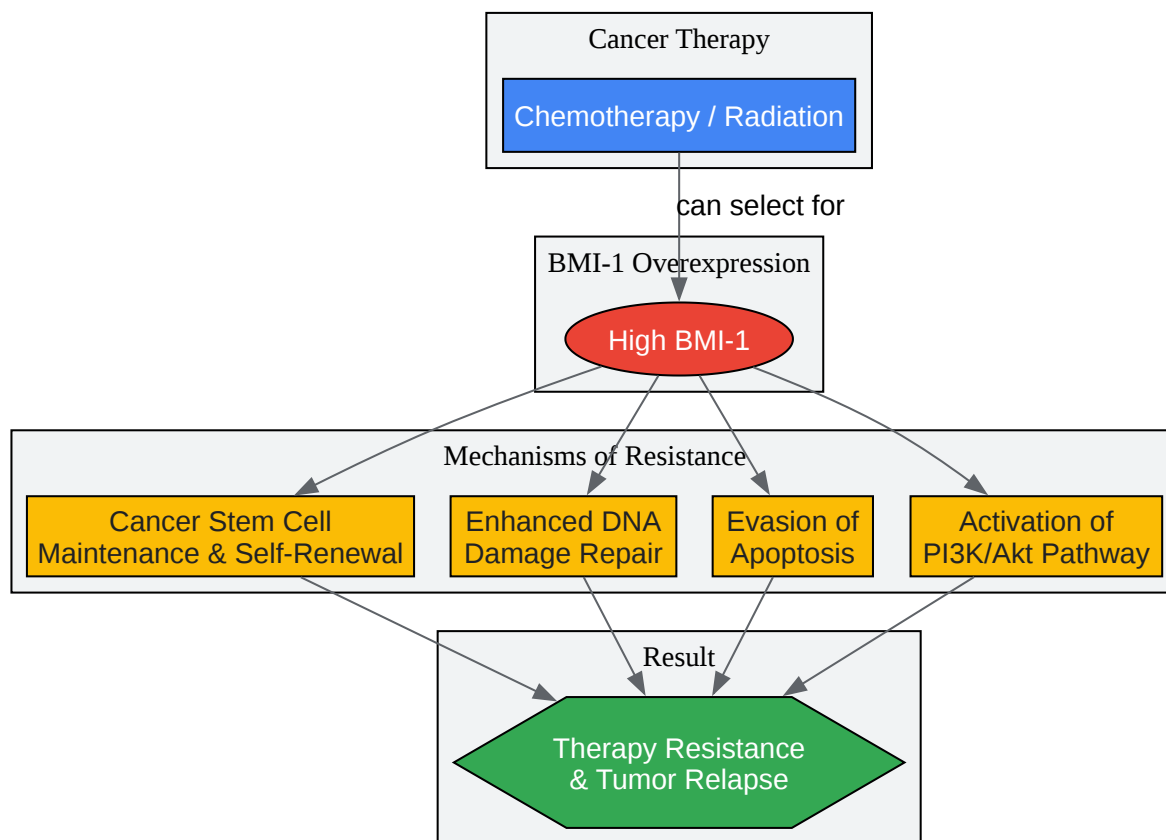 Cancer Therapy
Chemotherapy / Radiation
can select for
BMI-1 Overexpression
High BMI-1
Mechanisms of Resistance
Cancer Stem Cell
Maintenance & Self-Renewal
Enhanced DNA
Damage Repair
Evasion of
Apoptosis
Activation of
PI3K/Akt Pathway
Result
Therapy Resistance
& Tumor Relapse